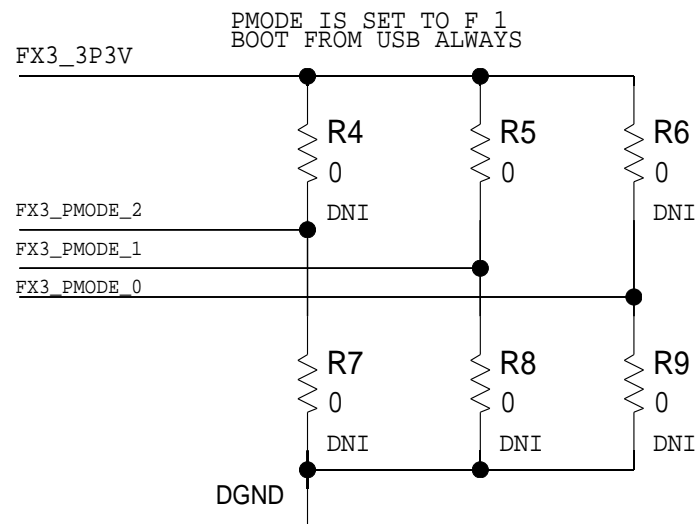 PMODE IS SET TO F 1
BOOT FROM USB ALWAYS
FX3_3P3V
R4
0
DNI
R5
0
R6
0
DNI
FX3_PMODE_2
FX3_PMODE_1
FX3_PMODE_0
R7
0
DNI
R8
0
DNI
R9
0
DNI
DGND